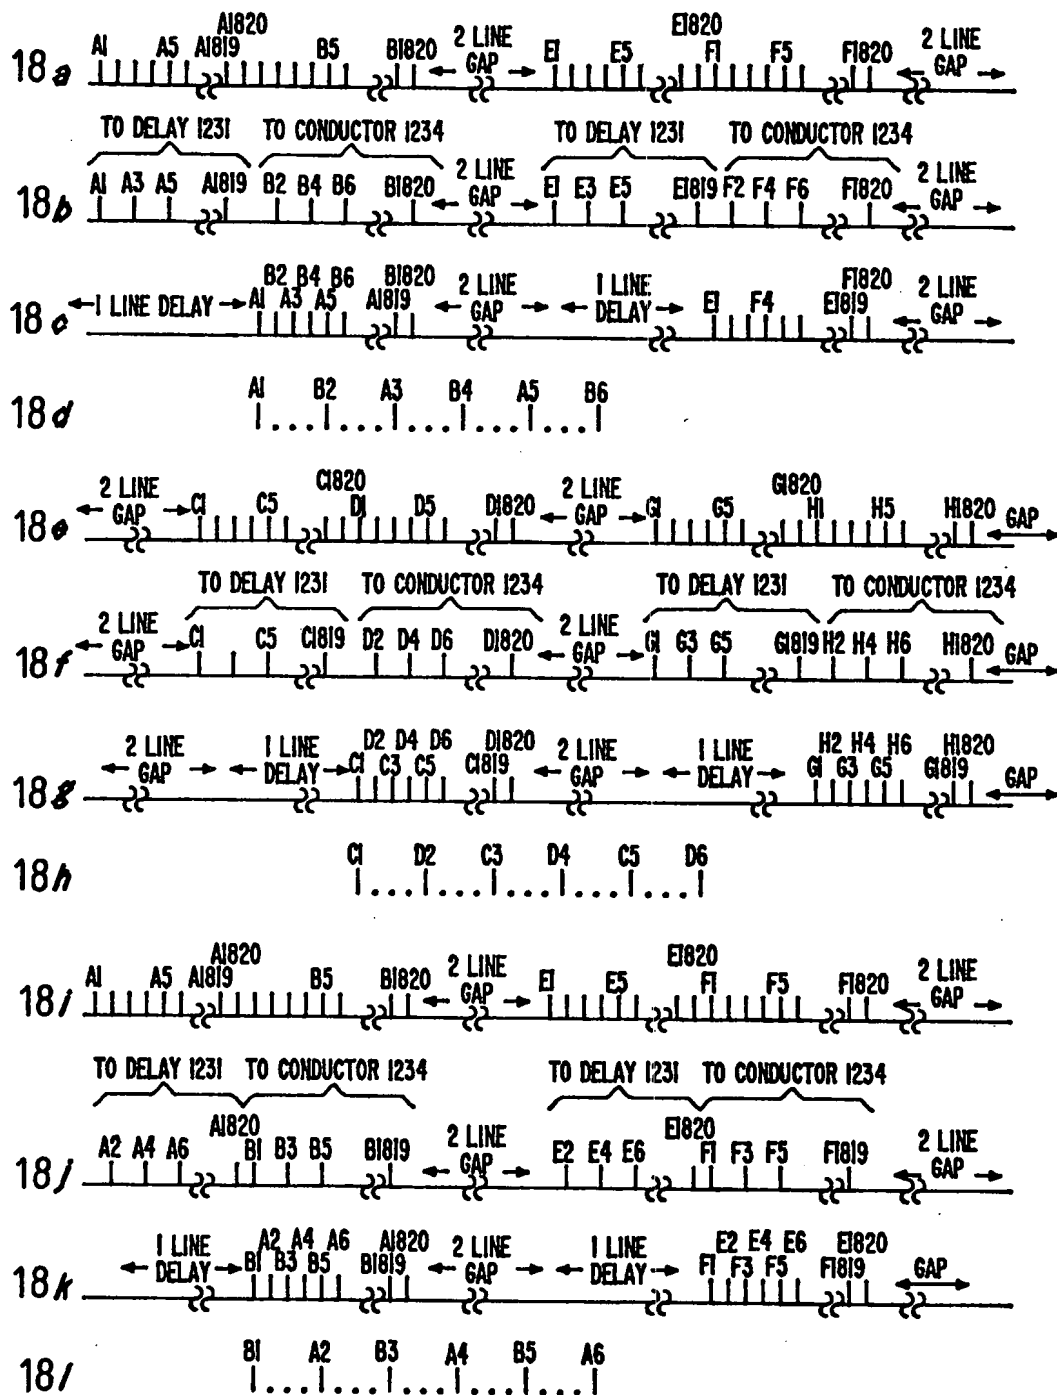 18a A1 A5 A1819 A1820 B5 B1820 2 LINE GAP E1 E5 E1820 F1 F5 F1820 2 LINE GAP
TO DELAY 1231 TO CONDUCTOR 1234 TO DELAY 1231 TO CONDUCTOR 1234
18b A1 A3 A5 A1819 B2 B4 B6 B1820 2 LINE GAP E1 E3 E5 E1819 F2 F4 F6 F1820 2 LINE GAP
18c 1 LINE DELAY A1 B2 A3 B4 A5 B6 A1819 B1820 2 LINE GAP 1 LINE DELAY E1 F4 E1819 F1820 2 LINE GAP
18d A1 B2 A3 B4 A5 B6
18e 2 LINE GAP C1 C5 C1820 D1 D5 D1820 2 LINE GAP G1 G5 G1820 H1 H5 H1820 GAP
TO DELAY 1231 TO CONDUCTOR 1234 TO DELAY 1231 TO CONDUCTOR 1234
18f 2 LINE GAP C1 C5 C1819 D2 D4 D6 D1820 2 LINE GAP G1 G3 G5 G1819 H2 H4 H6 H1820 GAP
18g 2 LINE GAP 1 LINE DELAY C1 D2 C3 D4 C5 D6 C1819 D1820 2 LINE GAP 1 LINE DELAY G1 H2 G3 H4 G5 H6 G1819 H1820 GAP
18h C1 D2 C3 D4 C5 D6
18i A1 A5 A1819 A1820 B5 B1820 2 LINE GAP E1 E5 E1820 F1 F5 F1820 2 LINE GAP
TO DELAY 1231 TO CONDUCTOR 1234 TO DELAY 1231 TO CONDUCTOR 1234
18j A2 A4 A6 A1820 B1 B3 B5 B1819 2 LINE GAP E2 E4 E6 E1820 F1 F3 F5 F1819 2 LINE GAP
18k 1 LINE DELAY B1 A2 B3 A4 B5 A6 B1819 A1820 2 LINE GAP 1 LINE DELAY F1 E2 F3 E4 F5 E6 F1819 E1820 GAP
18l B1 A2 B3 A4 B5 A6